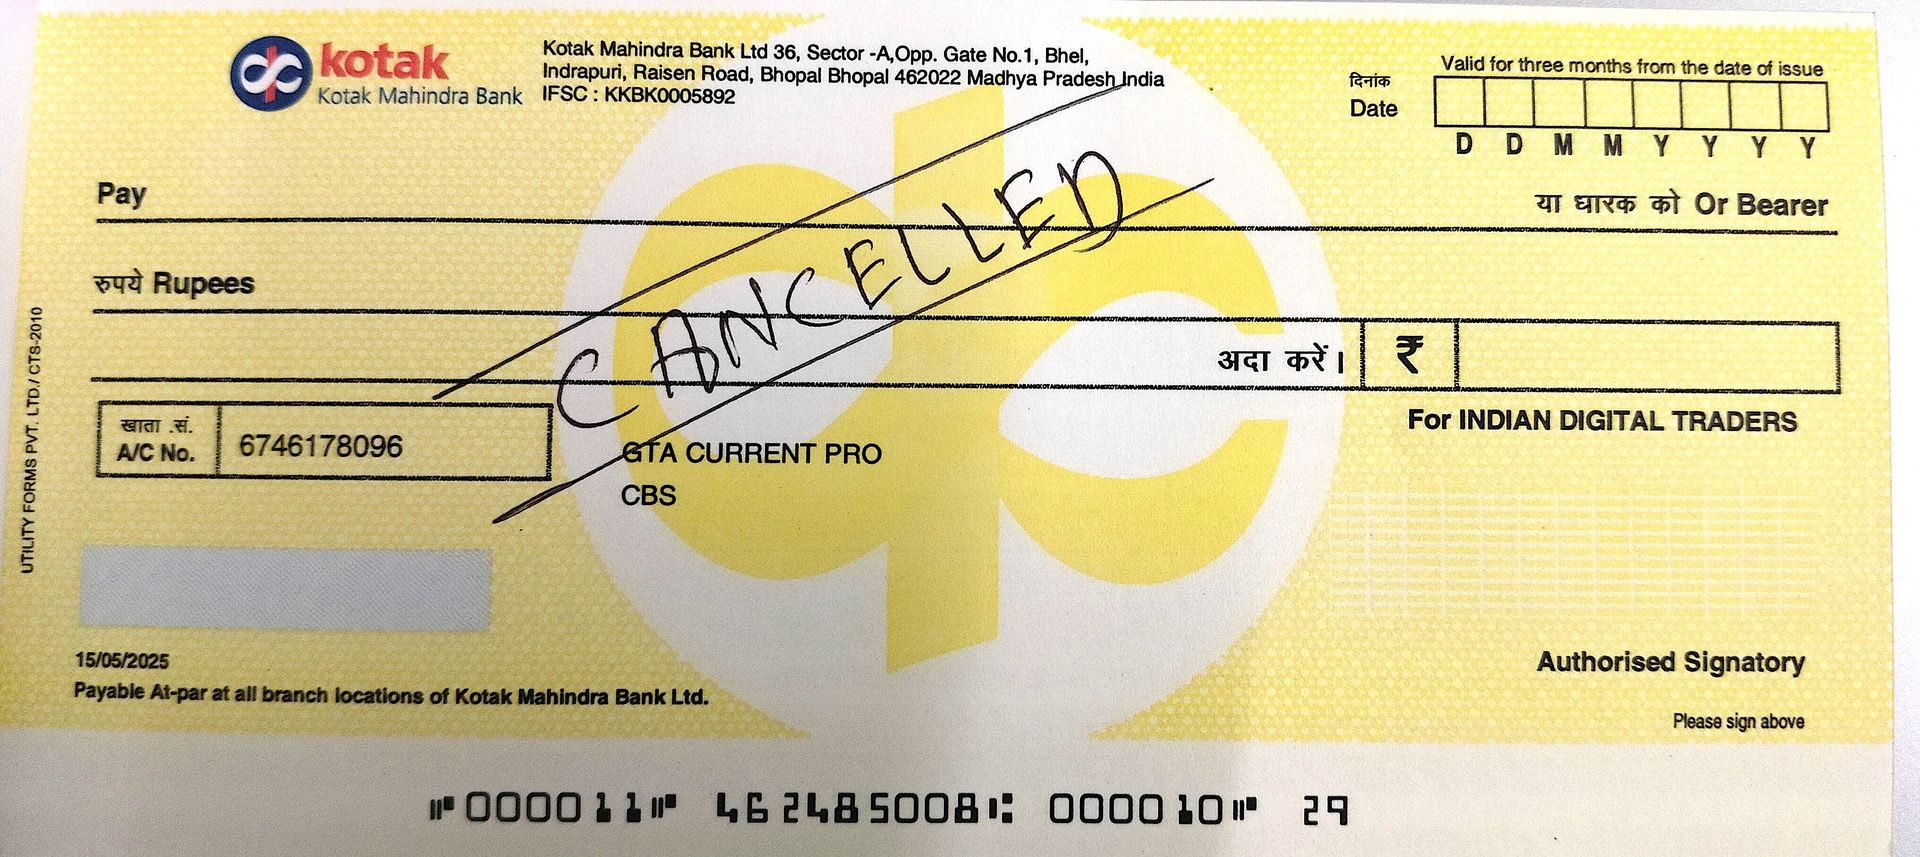 kotak
Kotak Mahindra Bank
Kotak Mahindra Bank Ltd 36, Sector -A,Opp. Gate No.1, Bhel,
Indrapuri, Raisen Road, Bhopal Bhopal 462022 Madhya Pradesh,India
IFSC : KKBK0005892
Valid for three months from the date of issue
दिनांक
Date
D D M M Y Y Y Y
Pay
या धारक को Or Bearer
CANCELLED
रुपये Rupees
अदा करें। ₹
खाता .सं.
A/C No. 6746178096
For INDIAN DIGITAL TRADERS
GTA CURRENT PRO
CBS
UTILITY FORMS PVT. LTD./ CTS-2010
15/05/2025
Payable At-par at all branch locations of Kotak Mahindra Bank Ltd.
Authorised Signatory
Please sign above
⑈000011⑈ 462485008⑆ 000010⑈ 29